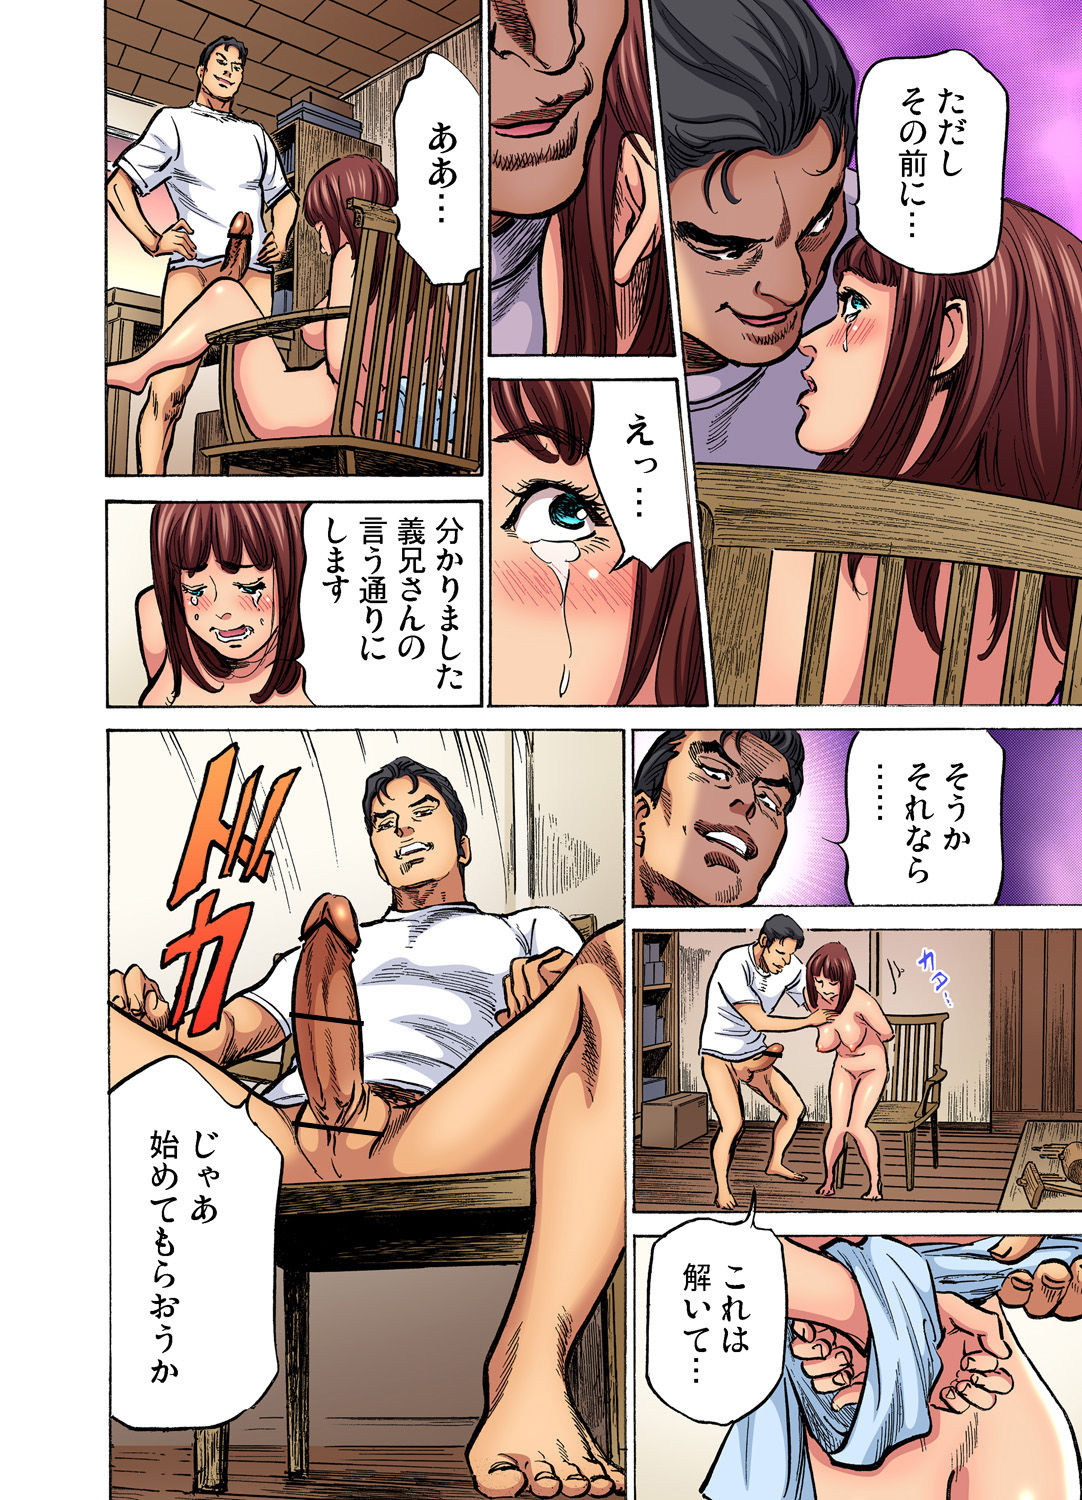 ただし
その前に…
えっ…
ああ…
分かりました
義兄さんの
言う通りに
します
そうか
それなら
……
カタ…
これは
解いて…
ドカ
じゃあ
始めてもらおうか